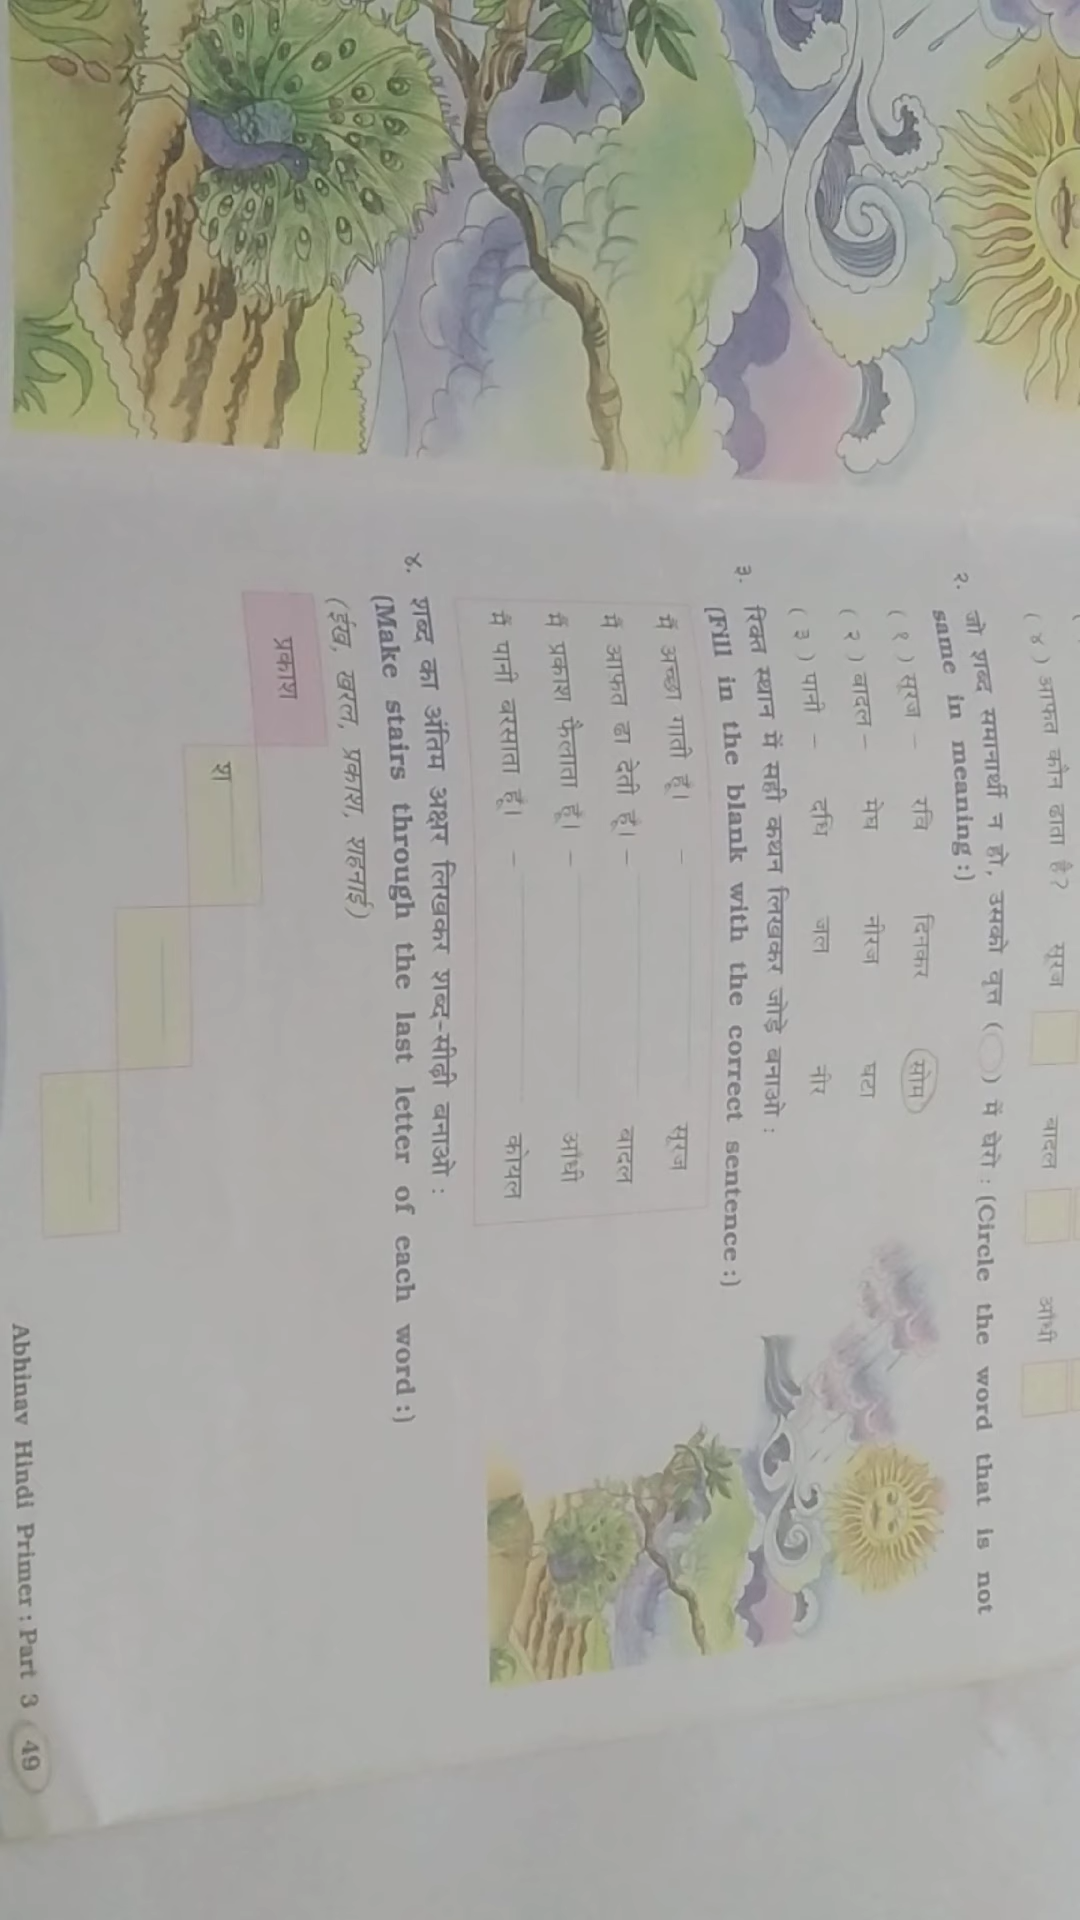 ( ४ ) आफत कौन ढाता है? सूरज बादल आँधी
२. जो शब्द समानार्थी न हो, उसको वृत्त ( ) में घेरो : (Circle the word that is not
same in meaning :)
( १ ) सूरज – रवि दिनकर सोम
( २ ) बादल – मेघ नीरज घटा
( ३ ) पानी – दधि जल नीर
३. रिक्त स्थान में सही कथन लिखकर जोड़े बनाओ :
(Fill in the blank with the correct sentence :)
मैं अच्छा गाती हूँ। – सूरज
मैं आफत ढा देती हूँ। – बादल
मैं प्रकाश फैलाता हूँ। – आँधी
मैं पानी बरसाता हूँ। – कोयल
४. शब्द का अंतिम अक्षर लिखकर शब्द-सीढ़ी बनाओ :
(Make stairs through the last letter of each word :)
(ईख, खरल, प्रकाश, शहनाई)
प्रकाश
श
Abhinav Hindi Primer : Part 3 49